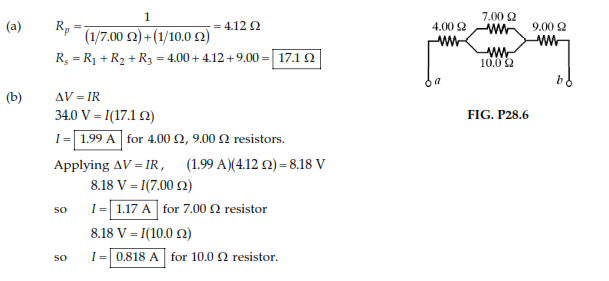 (a) R_p = 1 / ((1/7.00 Ω) + (1/10.0 Ω)) = 4.12 Ω
R_s = R_1 + R_2 + R_3 = 4.00 + 4.12 + 9.00 = 17.1 Ω
(b) ΔV = IR
34.0 V = I(17.1 Ω)
I = 1.99 A for 4.00 Ω, 9.00 Ω resistors.
Applying ΔV = IR, (1.99 A)(4.12 Ω) = 8.18 V
8.18 V = I(7.00 Ω)
so I = 1.17 A for 7.00 Ω resistor
8.18 V = I(10.0 Ω)
so I = 0.818 A for 10.0 Ω resistor.
7.00 Ω
4.00 Ω 9.00 Ω
10.0 Ω
a b
FIG. P28.6